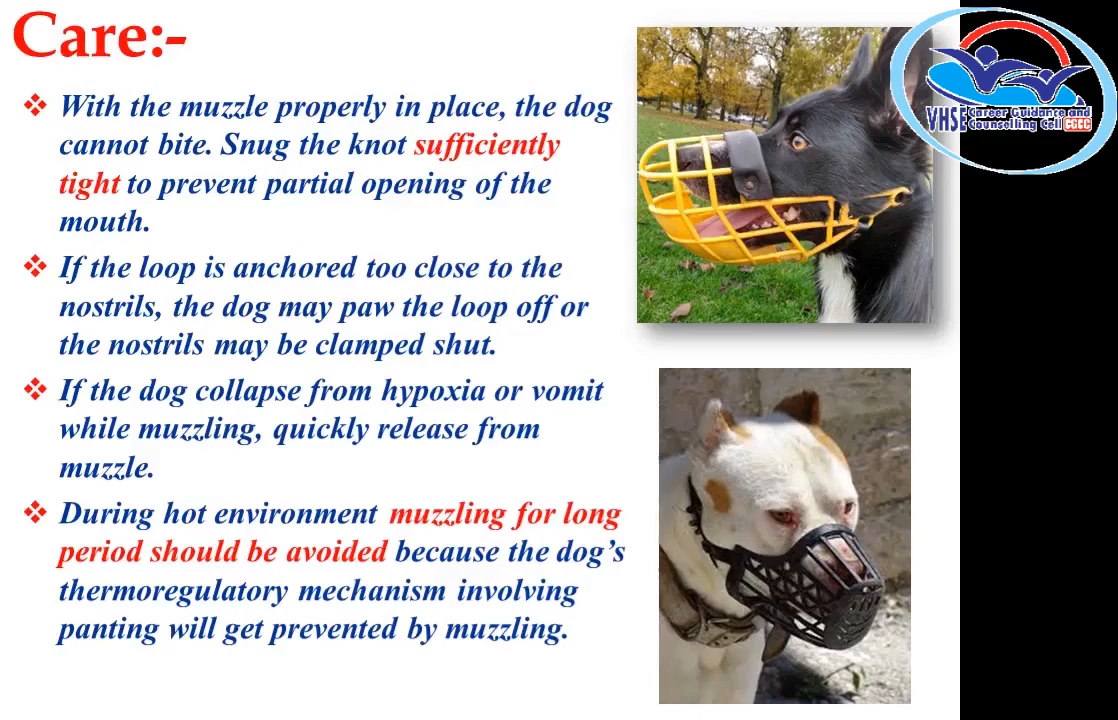 Care:-
❖ With the muzzle properly in place, the dog
cannot bite. Snug the knot sufficiently
tight to prevent partial opening of the
mouth.
❖ If the loop is anchored too close to the
nostrils, the dog may paw the loop off or
the nostrils may be clamped shut.
❖ If the dog collapse from hypoxia or vomit
while muzzling, quickly release from
muzzle.
❖ During hot environment muzzling for long
period should be avoided because the dog’s
thermoregulatory mechanism involving
panting will get prevented by muzzling.
VHSE Career Guidance and
Counselling Cell CGCC